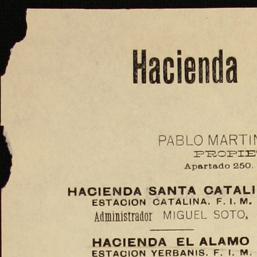 Hacienda
PABLO MARTIN
PROPIE
Apartado 250.
HACIENDA SANTA CATALI
ESTACION CATALINA, F. I. M.
Administrador MIGUEL SOTO,
HACIENDA EL ALAMO
ESTACION YERBANIS, F. I. M.